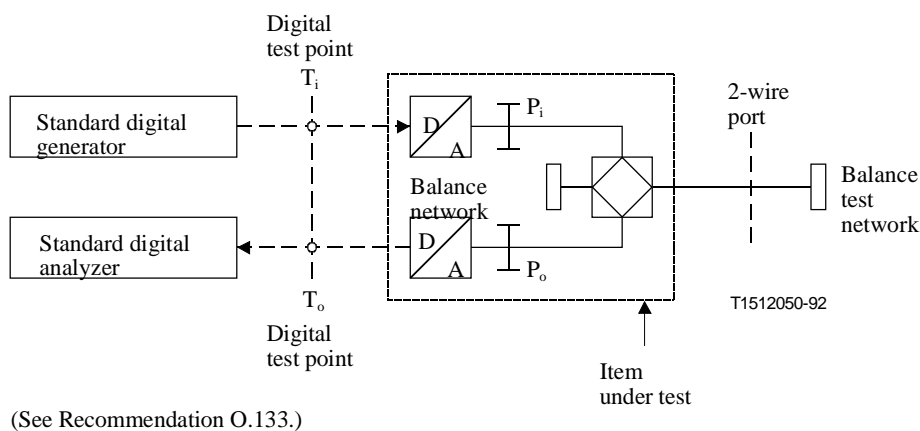 Digital
test point
Ti
Standard digital
generator
D
A
Pi
2-wire
port
Balance
network
Balance
test
network
Standard digital
analyzer
D
A
Po
To
Digital
test point
T1512050-92
Item
under test
(See Recommendation O.133.)